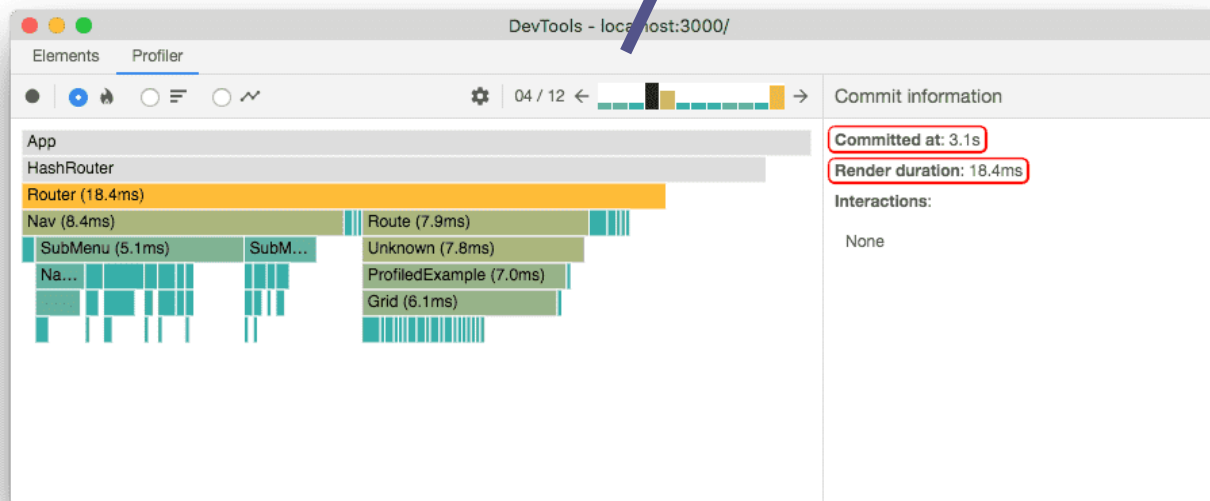 DevTools - localhost:3000/
Elements Profiler
04 / 12
Commit information
App
Committed at: 3.1s
HashRouter
Render duration: 18.4ms
Router (18.4ms)
Interactions:
Nav (8.4ms) Route (7.9ms)
SubMenu (5.1ms) SubM... Unknown (7.8ms)
None
Na... ProfiledExample (7.0ms)
Grid (6.1ms)